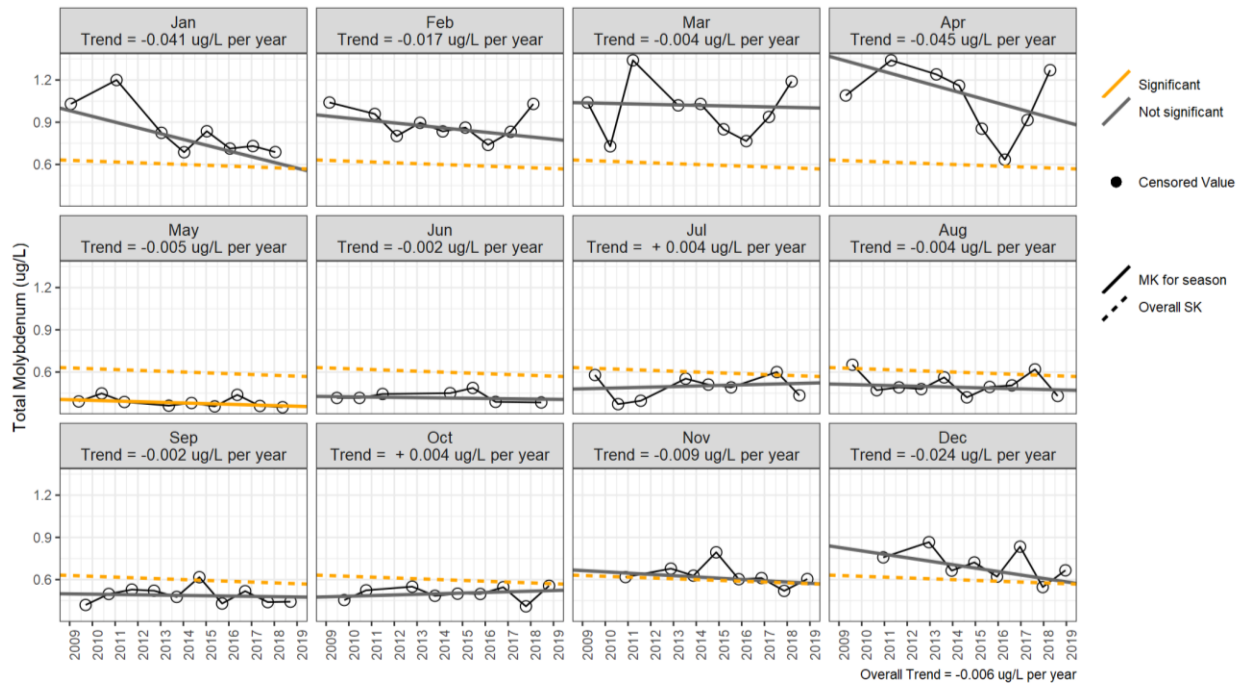 Jan
Trend = -0.041 ug/L per year
Feb
Trend = -0.017 ug/L per year
Mar
Trend = -0.004 ug/L per year
Apr
Trend = -0.045 ug/L per year
1.2
0.9
0.6
Significant
Not significant
Censored Value
MK for season
Overall SK
Total Molybdenum (ug/L)
May
Trend = -0.005 ug/L per year
Jun
Trend = -0.002 ug/L per year
Jul
Trend =  + 0.004 ug/L per year
Aug
Trend = -0.004 ug/L per year
1.2
0.9
0.6
Sep
Trend = -0.002 ug/L per year
Oct
Trend =  + 0.004 ug/L per year
Nov
Trend = -0.009 ug/L per year
Dec
Trend = -0.024 ug/L per year
1.2
0.9
0.6
2009 2010 2011 2012 2013 2014 2015 2016 2017 2018 2019
2009 2010 2011 2012 2013 2014 2015 2016 2017 2018 2019
2009 2010 2011 2012 2013 2014 2015 2016 2017 2018 2019
2009 2010 2011 2012 2013 2014 2015 2016 2017 2018 2019
Overall Trend = -0.006 ug/L per year